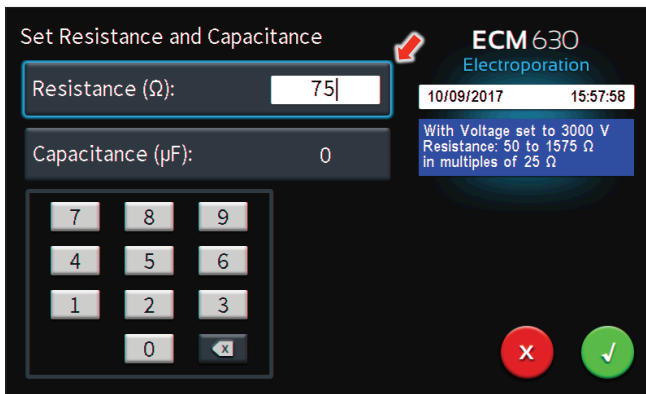 Set Resistance and Capacitance
Resistance (Ω):
75
Capacitance (µF):
0
7 8 9
4 5 6
1 2 3
0 x
ECM 630
Electroporation
10/09/2017 15:57:58
With Voltage set to 3000 V
Resistance: 50 to 1575 Ω
in multiples of 25 Ω